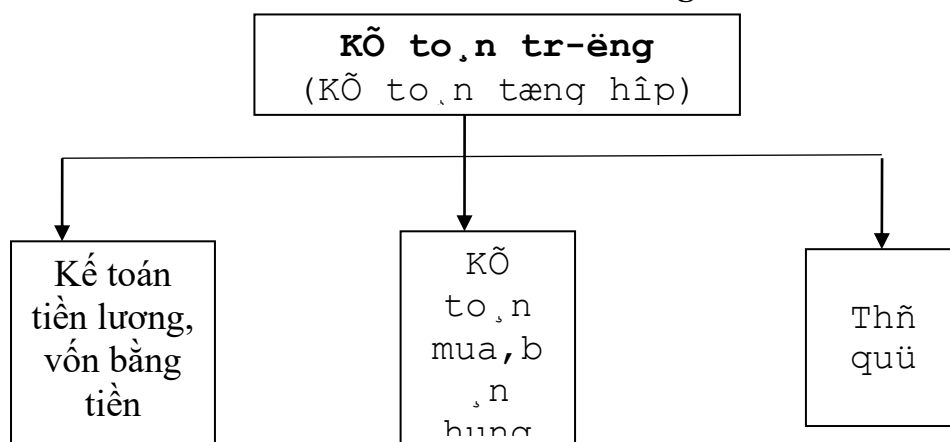 KÕ to¸n tr­-ëng
(KÕ to¸n tæng hîp)
Kế toán
tiền lương,
vốn bằng
tiền
KÕ
to¸n
mua,b
¸n
hµng
Thñ
quü